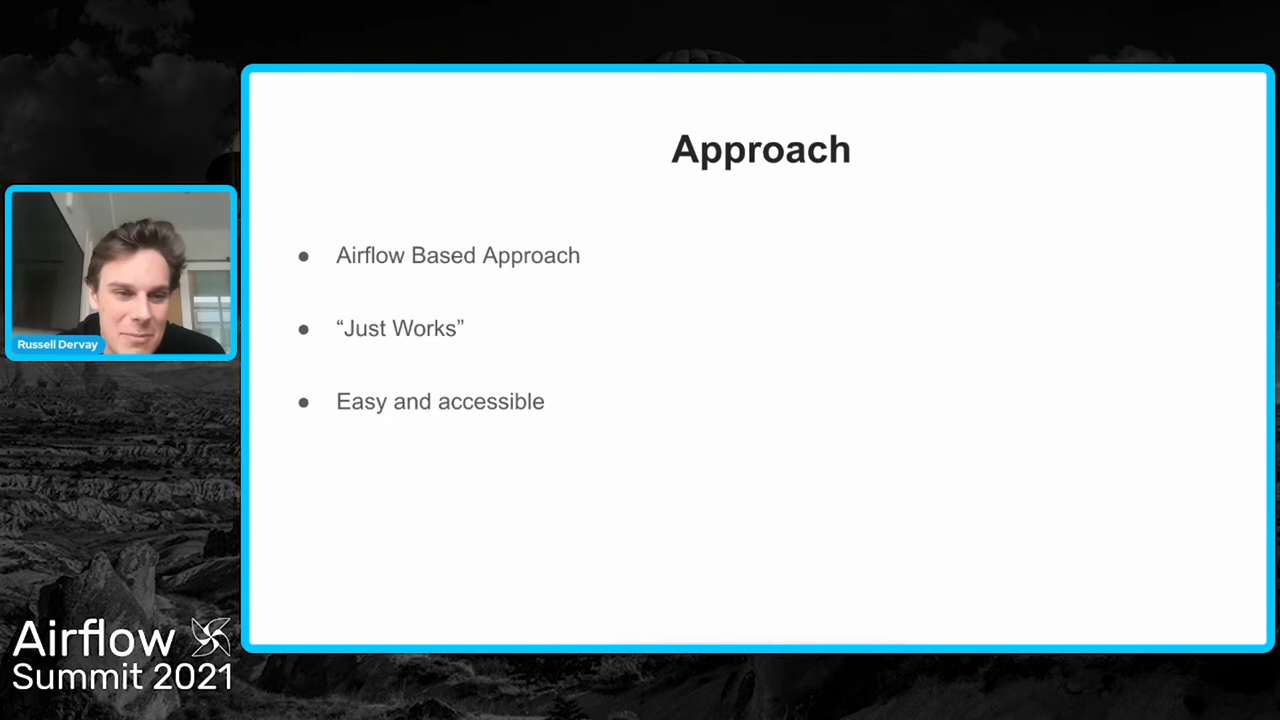 Approach
● Airflow Based Approach
● “Just Works”
● Easy and accessible
Russell Dervay
Airflow
Summit 2021